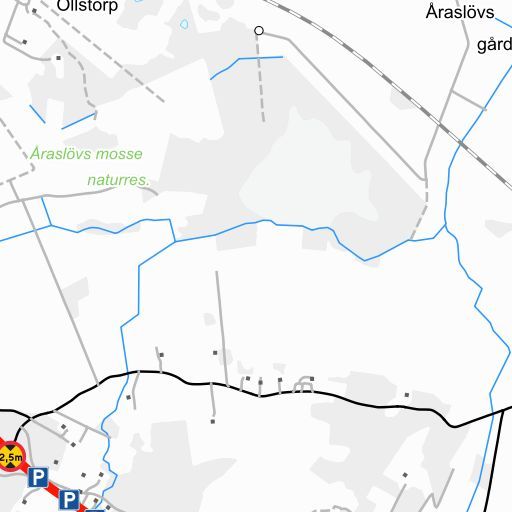 Ollstorp
Åraslövs
gård
Åraslövs mosse
naturres.
2,5m
P
P